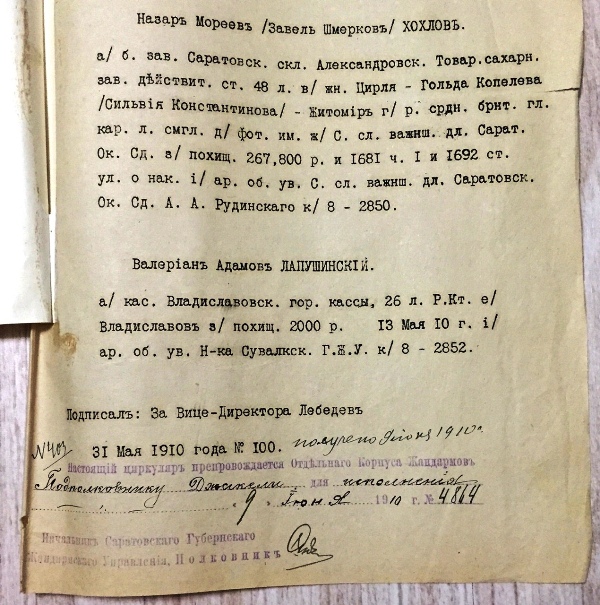 Назаръ Мореевъ /Завель Шмерковъ/ ХОХЛОВЪ.
а/ б. зав. Саратовск. скл. Александровск. Товар.сахарн.
зав. дѣйствит. ст. 48 л. в/ жн. Цирля - Гольда Копелева
/Сильвія Константинова/ - Житоміръ г/ р. срдн. брнт. гл.
кар. л. смгл. д/ фот. им. ж/ С. сл. важнш. дл. Сарат.
Ок. Сд. з/ похищ. 267,800 р. и 1681 ч. I и 1692 ст.
ул. о нак. і/ ар. об. ув. С. сл. важнш. дл. Саратовск.
Ок. Сд. А. А. Рудинскаго к/ 8 - 2850.
Валеріанъ Адамовъ ЛАПУШИНСКІЙ.
а/ кас. Владиславовск. гор. кассы, 26 л. Р.Кт. е/
Владиславовъ з/ похищ. 2000 р. 13 Мая 10 г. і/
ар. об. ув. Н-ка Сувалкск. Г.Ж.У. к/ 8 - 2852.
Подписалъ: За Вице-Директора Лебедев
31 Мая 1910 года № 100. получено 9 Іюня 1910 г.
Настоящій циркуляръ препровождается Отдѣльнаго Корпуса Жандармовъ
Подполковнику Джакели для исполненія
9 Іюня 1910 г. № 4864
Начальникъ Саратовскаго Губернскаго
Жандармскаго Управленія, Полковникъ